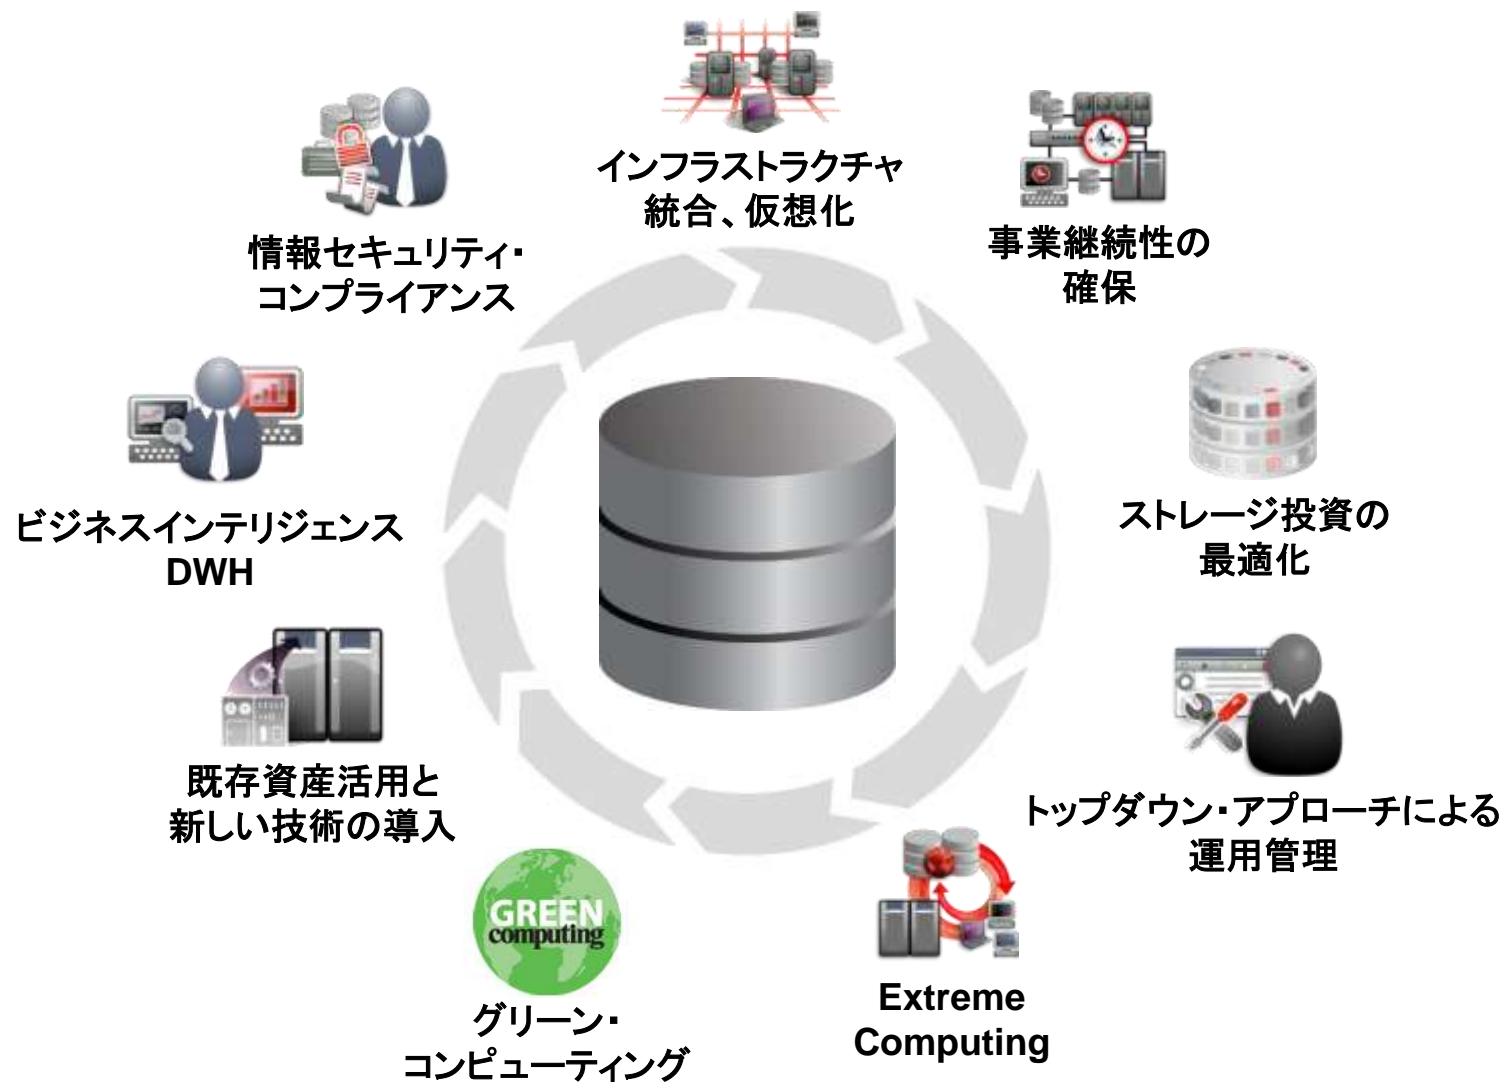 インフラストラクチャ
統合、仮想化
事業継続性の
確保
ストレージ投資の
最適化
トップダウン・アプローチによる
運用管理
Extreme
Computing
GREEN
computing
グリーン・
コンピューティング
既存資産活用と
新しい技術の導入
ビジネスインテリジェンス
DWH
情報セキュリティ・
コンプライアンス